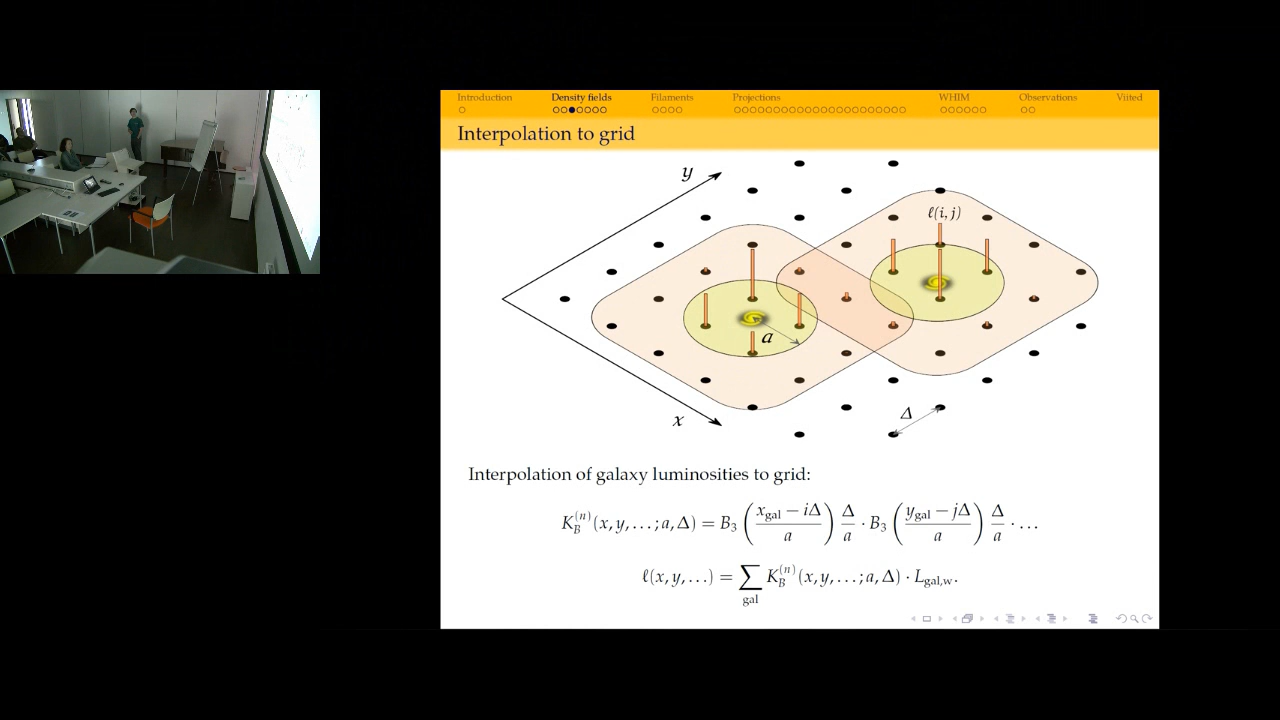 Introduction Density fields Filaments Projections WHIM Observations Viited
Interpolation to grid
y
ℓ(i, j)
a
x
Δ
Interpolation of galaxy luminosities to grid:
K_B^{(n)}(x, y, …; a, Δ) = B_3 ( (x_gal − iΔ) / a ) Δ/a · B_3 ( (y_gal − jΔ) / a ) Δ/a · …
ℓ(x, y, …) = ∑_gal K_B^{(n)}(x, y, …; a, Δ) · L_gal,w.